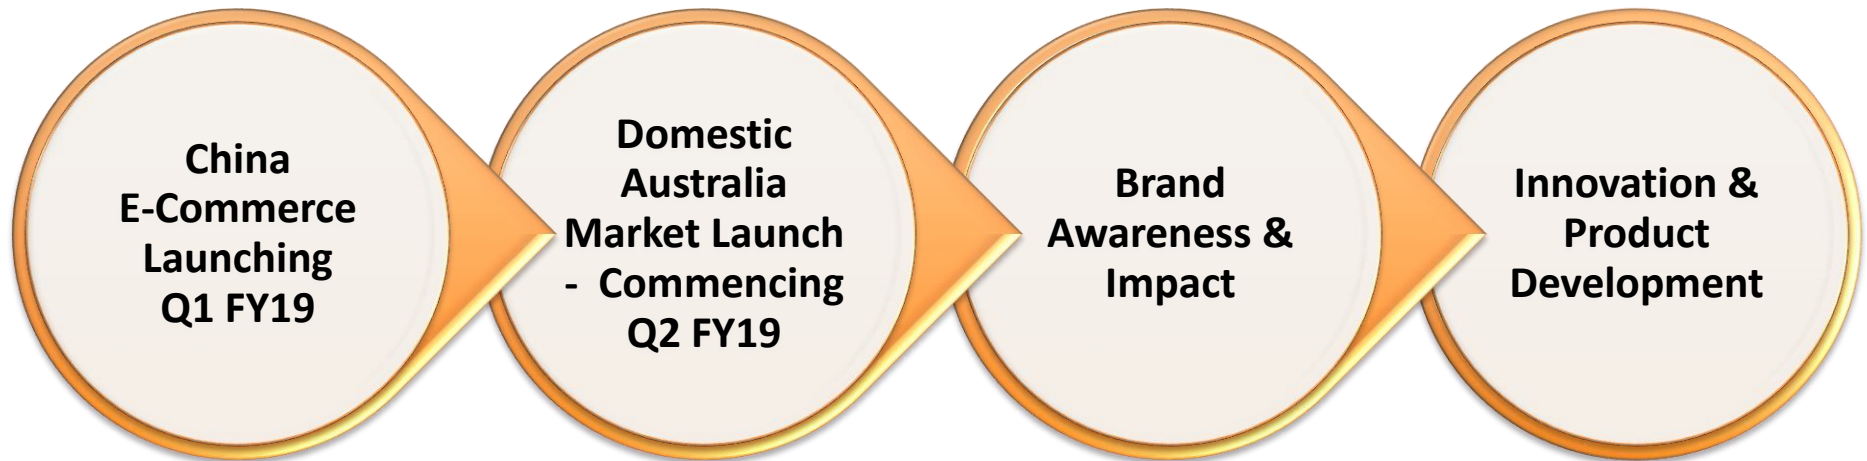 China
E-Commerce
Launching
Q1 FY19
Domestic
Australia
Market Launch
- Commencing
Q2 FY19
Brand
Awareness &
Impact
Innovation &
Product
Development